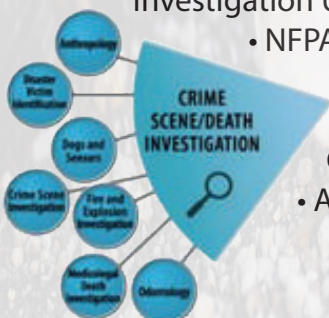 Investigation
• NFPA
Anthropology
Disaster
Victim
Identification
CRIME
SCENE/DEATH
INVESTIGATION
Dogs and
Sensors
Crime Scene
Investigation
Fire and
Explosion
Investigation
• A
Medicolegal
Death
Investigation
Odontology